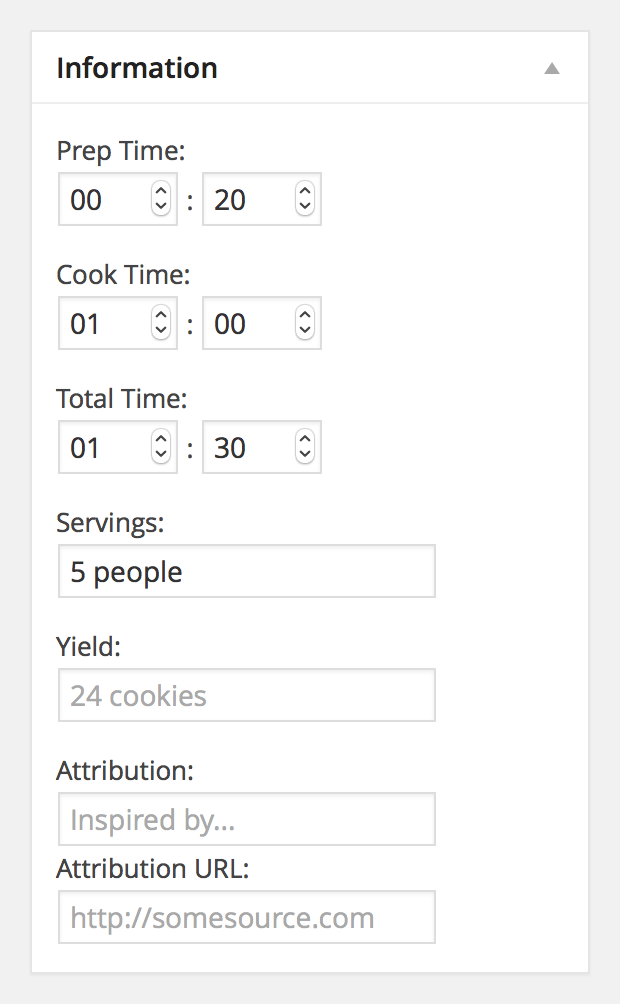 Information
Prep Time:
00 : 20
Cook Time:
01 : 00
Total Time:
01 : 30
Servings:
5 people
Yield:
24 cookies
Attribution:
Inspired by...
Attribution URL:
http://somesource.com